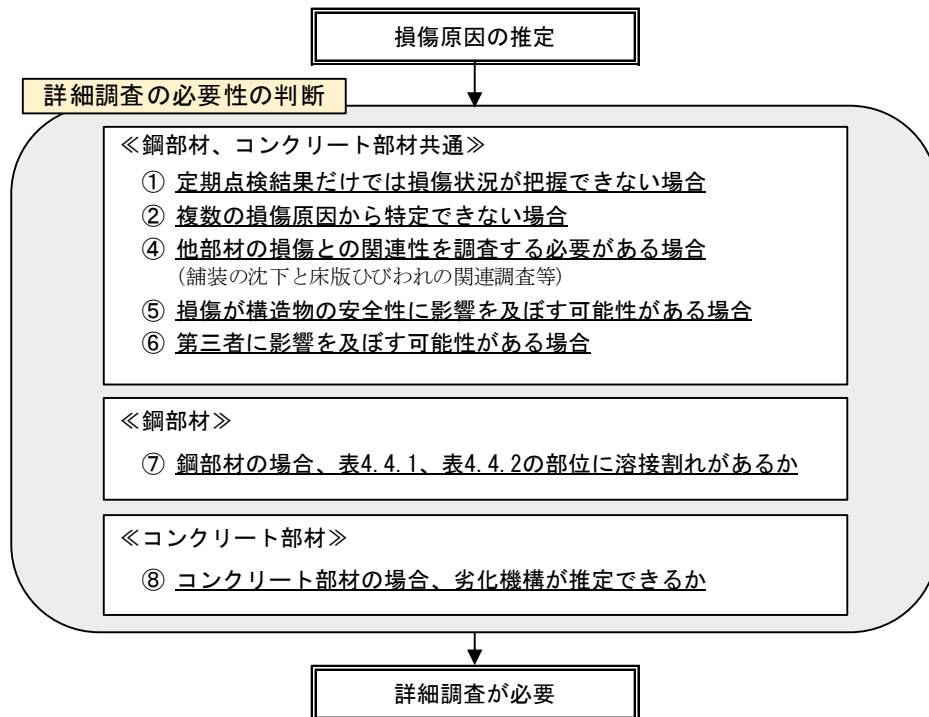 損傷原因の推定
詳細調査の必要性の判断
≪鋼部材、コンクリート部材共通≫
① 定期点検結果だけでは損傷状況が把握できない場合
② 複数の損傷原因から特定できない場合
④ 他部材の損傷との関連性を調査する必要がある場合
(舗装の沈下と床版ひびわれの関連調査等)
⑤ 損傷が構造物の安全性に影響を及ぼす可能性がある場合
⑥ 第三者に影響を及ぼす可能性がある場合
≪鋼部材≫
⑦ 鋼部材の場合、表4.4.1、表4.4.2の部位に溶接割れがあるか
≪コンクリート部材≫
⑧ コンクリート部材の場合、劣化機構が推定できるか
詳細調査が必要